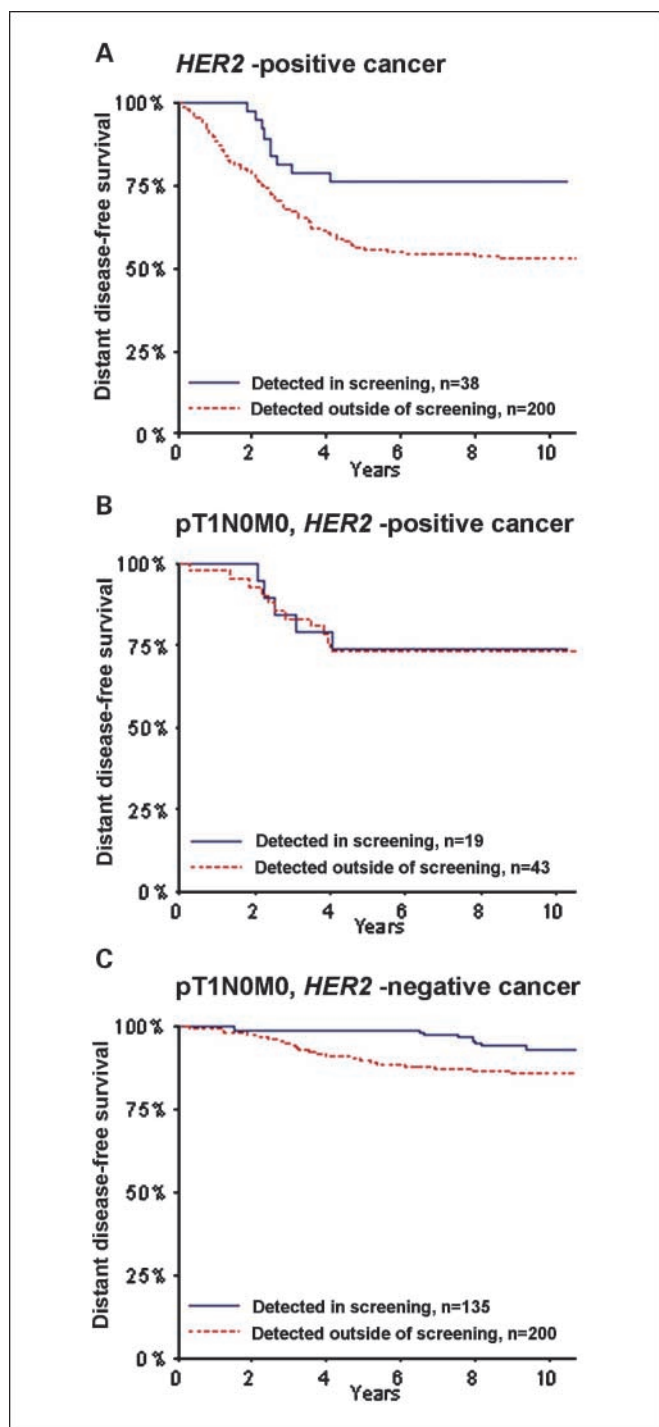 A
HER2 -positive cancer
Distant disease-free survival
100%
75%
50%
25%
0%
Detected in screening, n=38
Detected outside of screening, n=200
0 2 4 6 8 10
Years
B
pT1N0M0, HER2 -positive cancer
Distant disease-free survival
100%
75%
50%
25%
0%
Detected in screening, n=19
Detected outside of screening, n=43
0 2 4 6 8 10
Years
C
pT1N0M0, HER2 -negative cancer
Distant disease-free survival
100%
75%
50%
25%
0%
Detected in screening, n=135
Detected outside of screening, n=200
0 2 4 6 8 10
Years